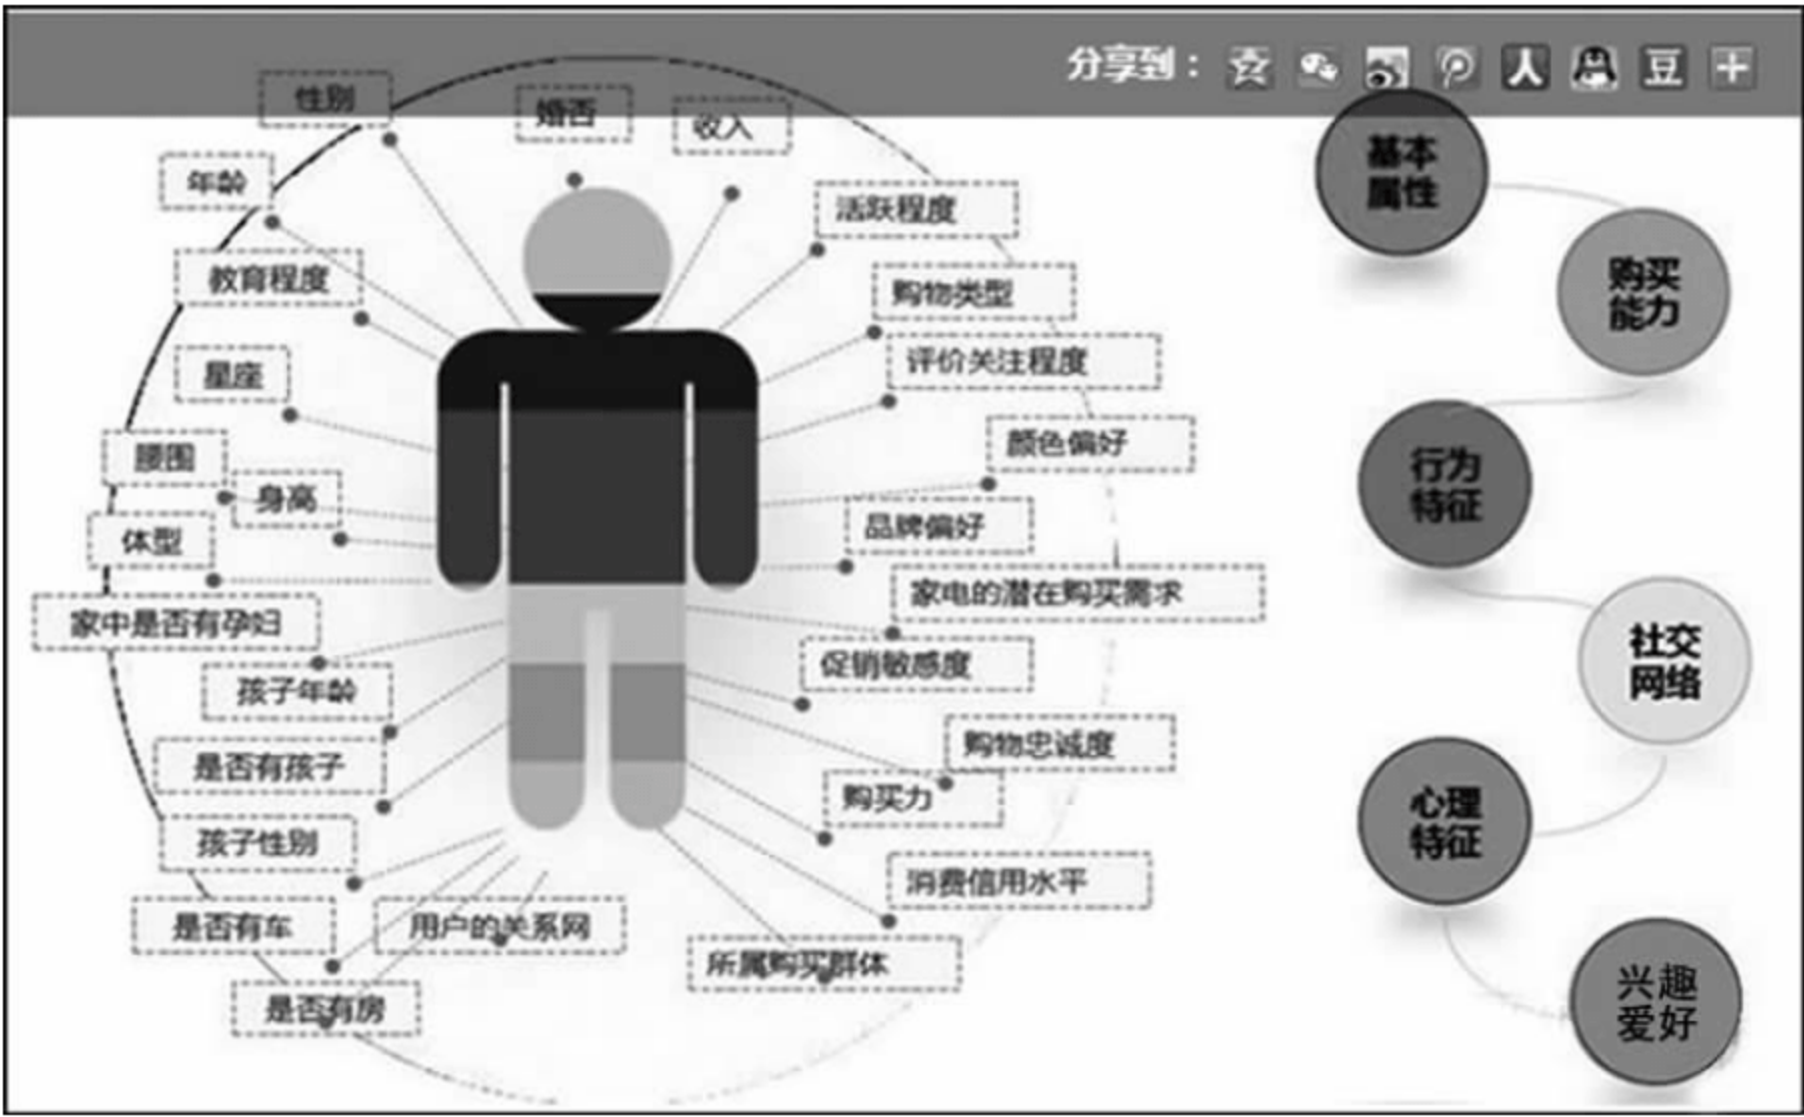 分享到：
人
豆
性别
婚否
收入
年龄
活跃程度
教育程度
购物类型
星座
评价关注程度
腰围
颜色偏好
身高
体型
品牌偏好
家中是否有孕妇
家电的潜在购买需求
孩子年龄
促销敏感度
是否有孩子
购物忠诚度
购买力
孩子性别
消费信用水平
是否有车
用户的关系网
所属购买群体
是否有房
基本
属性
购买
能力
行为
特征
社交
网络
心理
特征
兴趣
爱好